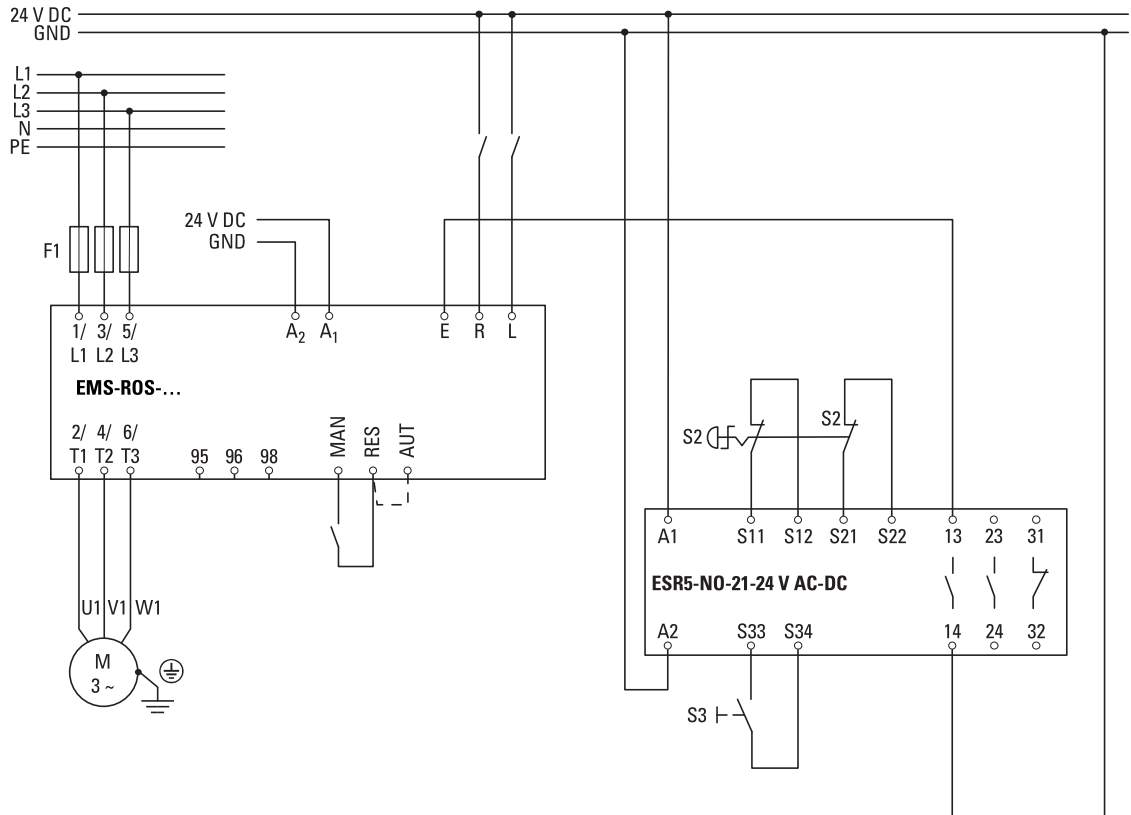 24 V DC
GND
L1
L2
L3
N
PE
24 V DC
GND
F1
1/ 3/ 5/ A2 A1 E R L
L1 L2 L3
EMS-ROS-...
2/ 4/ 6/ MAN RES AUT
T1 T2 T3 95 96 98
S2 S2
A1 S11 S12 S21 S22 13 23 31
ESR5-NO-21-24 V AC-DC
A2 S33 S34 14 24 32
U1 V1 W1
M
3 ~
S3